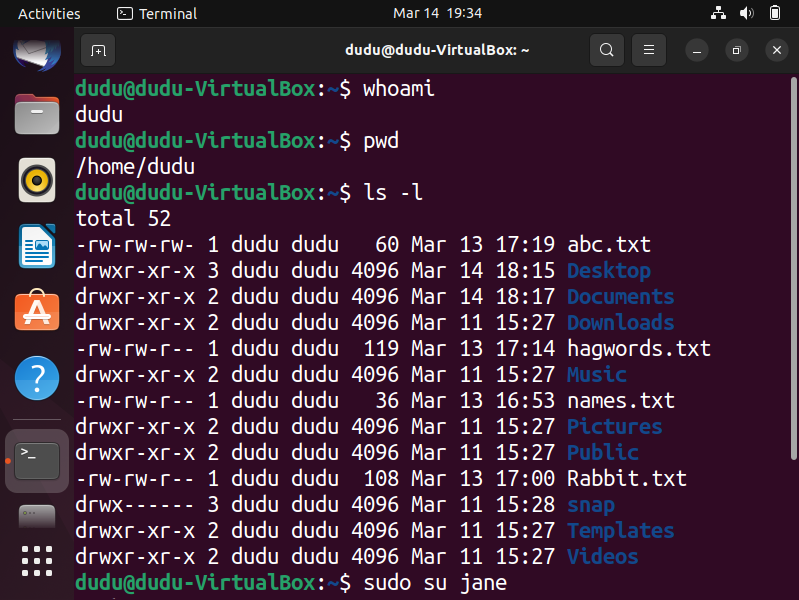 Activities Terminal Mar 14 19:34
dudu@dudu-VirtualBox: ~
dudu@dudu-VirtualBox:~$ whoami
dudu
dudu@dudu-VirtualBox:~$ pwd
/home/dudu
dudu@dudu-VirtualBox:~$ ls -l
total 52
-rw-rw-rw- 1 dudu dudu   60 Mar 13 17:19 abc.txt
drwxr-xr-x 3 dudu dudu 4096 Mar 14 18:15 Desktop
drwxr-xr-x 2 dudu dudu 4096 Mar 14 18:17 Documents
drwxr-xr-x 2 dudu dudu 4096 Mar 11 15:27 Downloads
-rw-rw-r-- 1 dudu dudu  119 Mar 13 17:14 hagwords.txt
drwxr-xr-x 2 dudu dudu 4096 Mar 11 15:27 Music
-rw-rw-r-- 1 dudu dudu   36 Mar 13 16:53 names.txt
drwxr-xr-x 2 dudu dudu 4096 Mar 11 15:27 Pictures
drwxr-xr-x 2 dudu dudu 4096 Mar 11 15:27 Public
-rw-rw-r-- 1 dudu dudu  108 Mar 13 17:00 Rabbit.txt
drwx------ 3 dudu dudu 4096 Mar 11 15:28 snap
drwxr-xr-x 2 dudu dudu 4096 Mar 11 15:27 Templates
drwxr-xr-x 2 dudu dudu 4096 Mar 11 15:27 Videos
dudu@dudu-VirtualBox:~$ sudo su jane